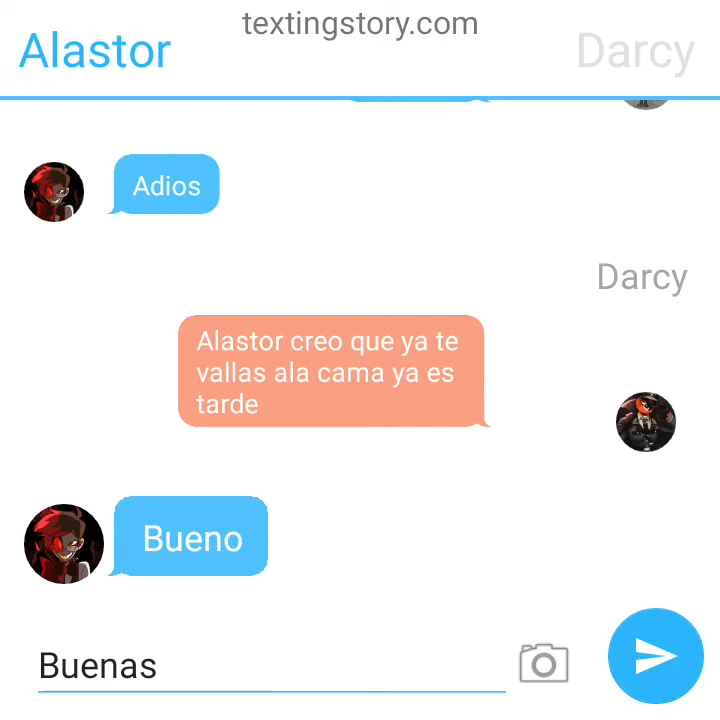 textingstory.com
Alastor
Darcy
Adios
Darcy
Alastor creo que ya te
vallas ala cama ya es
tarde
Bueno
Buenas